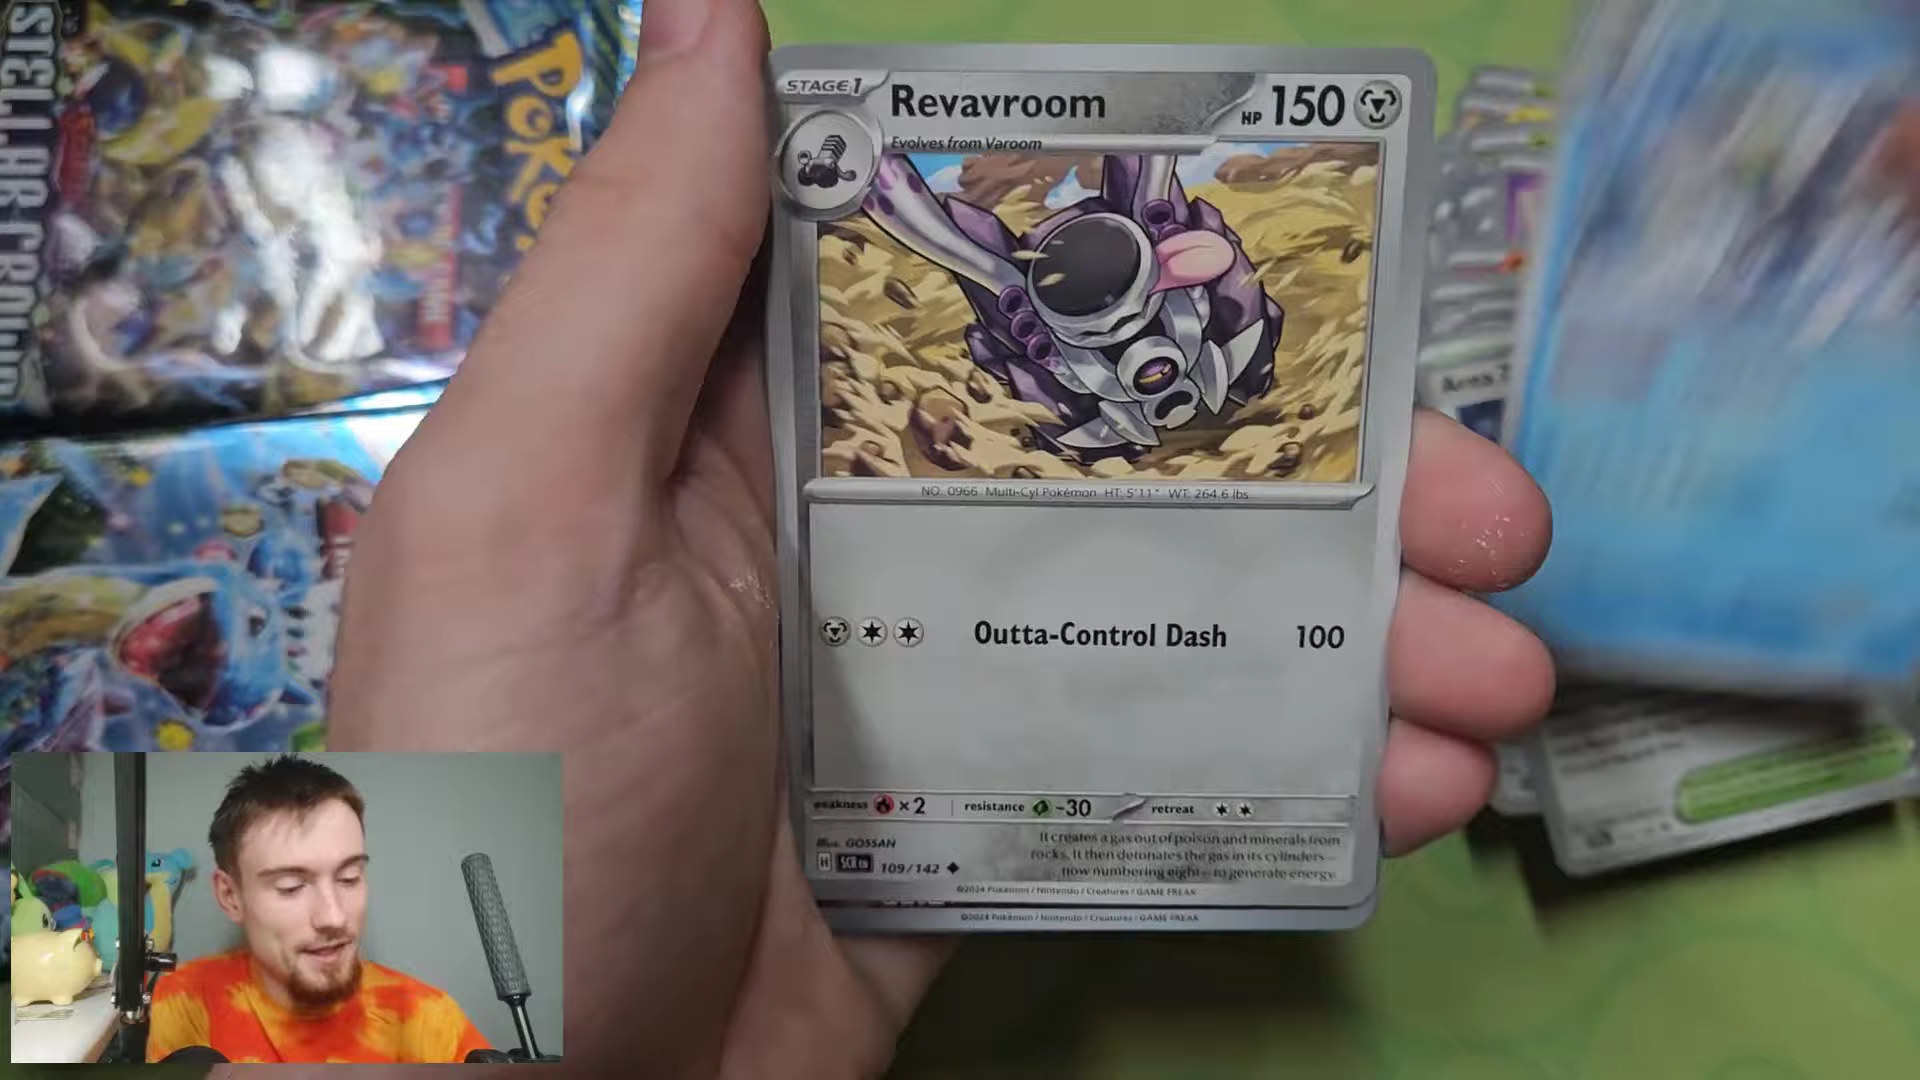 STELLAR CROWN
POKé
STAGE 1
Revavroom
HP 150
Evolves from Varoom
NO. 0966 Multi-Cyl Pokémon HT: 5'11" WT: 264.6 lbs
Outta-Control Dash 100
weakness ×2 resistance -30 retreat
Illus. GOSSAN
H SCR EN 109/142
It creates a gas out of poison and minerals from
rocks. It then detonates the gas in its cylinders—
now numbering eight—to generate energy.
©2024 Pokémon / Nintendo / Creatures / GAME FREAK
©2024 Pokémon / Nintendo / Creatures / GAME FREAK